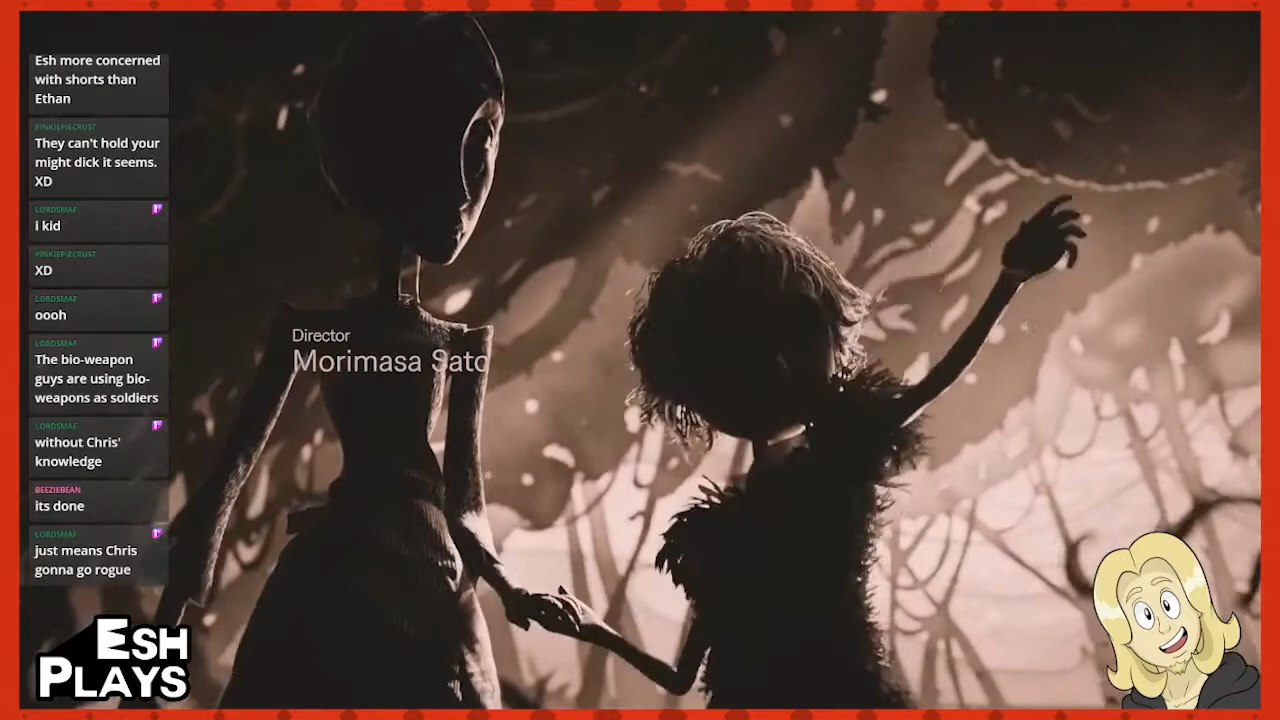 Esh more concerned
with shorts than
Ethan
PINKIEPIECRUST
They can't hold your
might dick it seems.
XD
LORDSMAF
i kid
PINKIEPIECRUST
XD
LORDSMAF
oooh
LORDSMAF
The bio-weapon
guys are using bio-
weapons as soldiers
LORDSMAF
without Chris'
knowledge
BEEZIEBEAN
its done
LORDSMAF
just means Chris
gonna go rogue
Director
Morimasa Sato
ESH
PLAYS